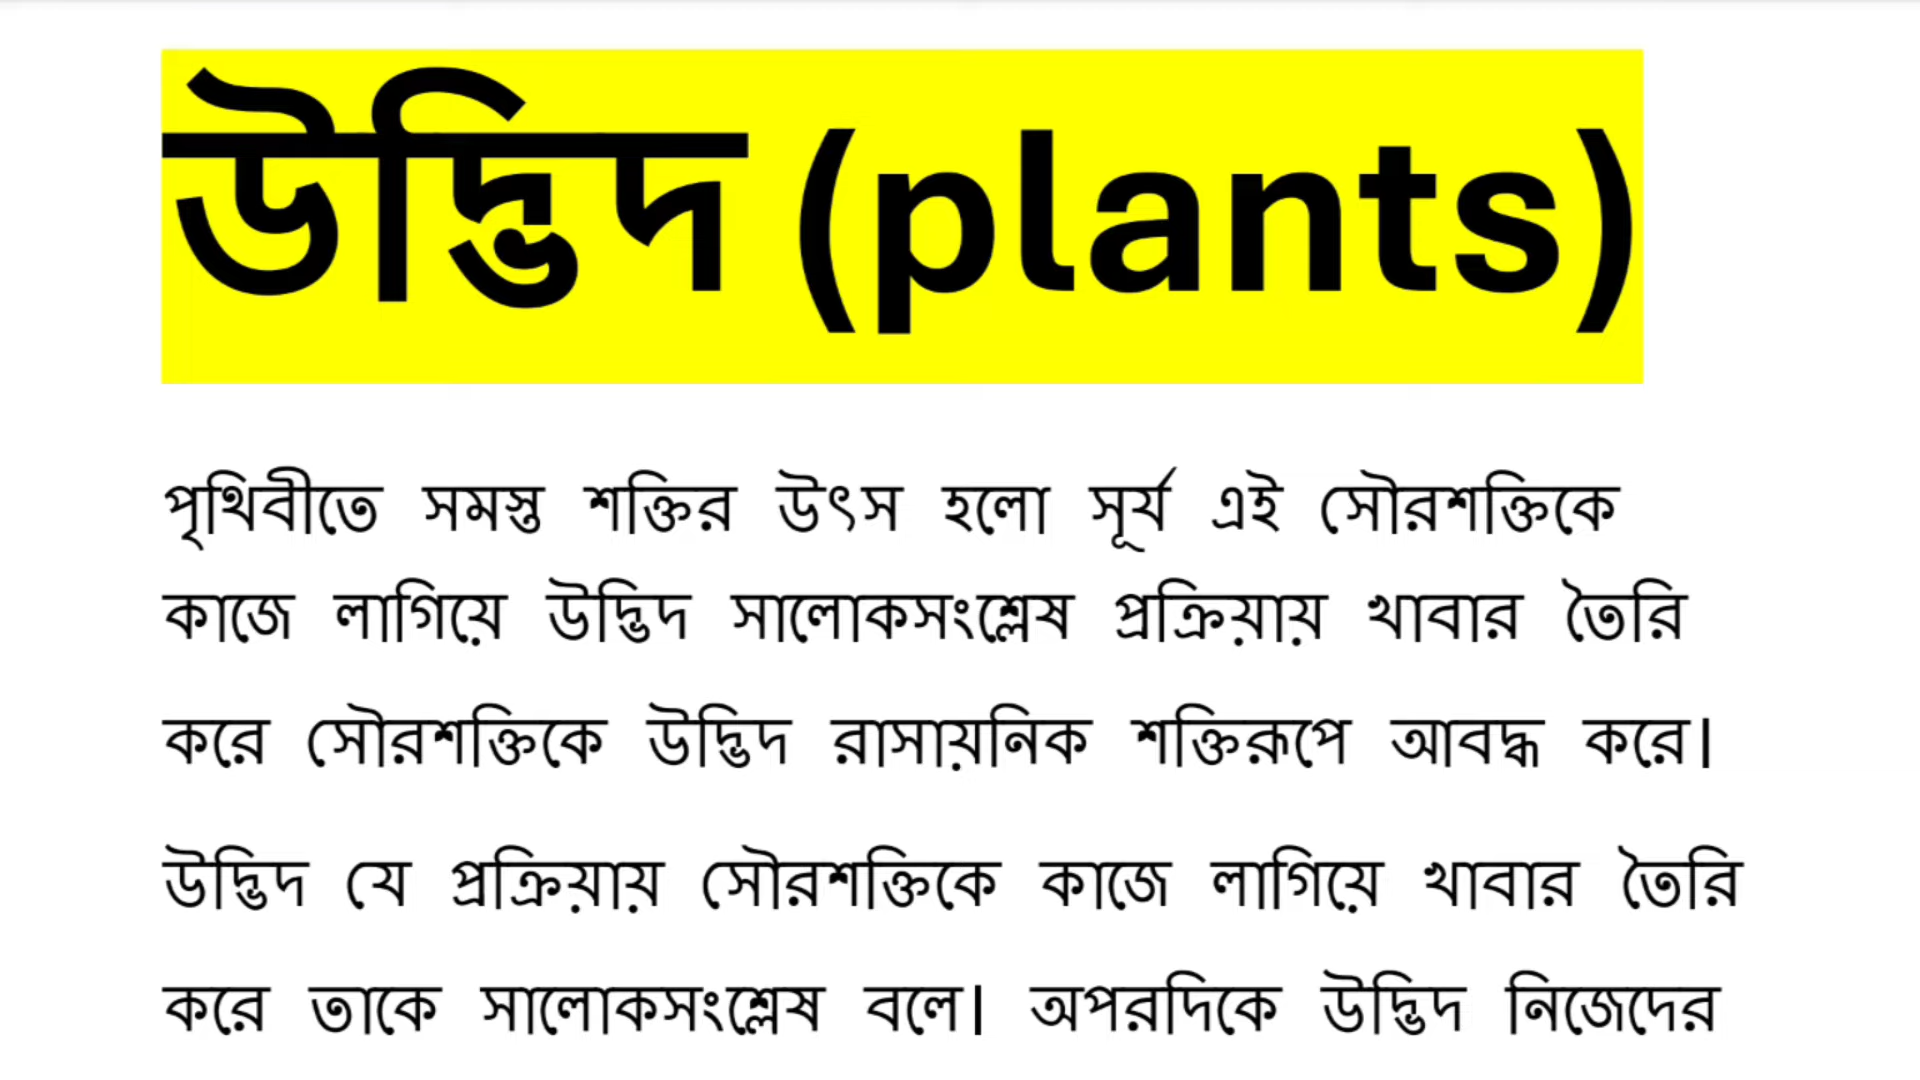 উদ্ভিদ (plants)
পৃথিবীতে সমস্ত শক্তির উৎস হলো সূর্য এই সৌরশক্তিকে
কাজে লাগিয়ে উদ্ভিদ সালোকসংশ্লেষ প্রক্রিয়ায় খাবার তৈরি
করে সৌরশক্তিকে উদ্ভিদ রাসায়নিক শক্তিরূপে আবদ্ধ করে।
উদ্ভিদ যে প্রক্রিয়ায় সৌরশক্তিকে কাজে লাগিয়ে খাবার তৈরি
করে তাকে সালোকসংশ্লেষ বলে। অপরদিকে উদ্ভিদ নিজেদের